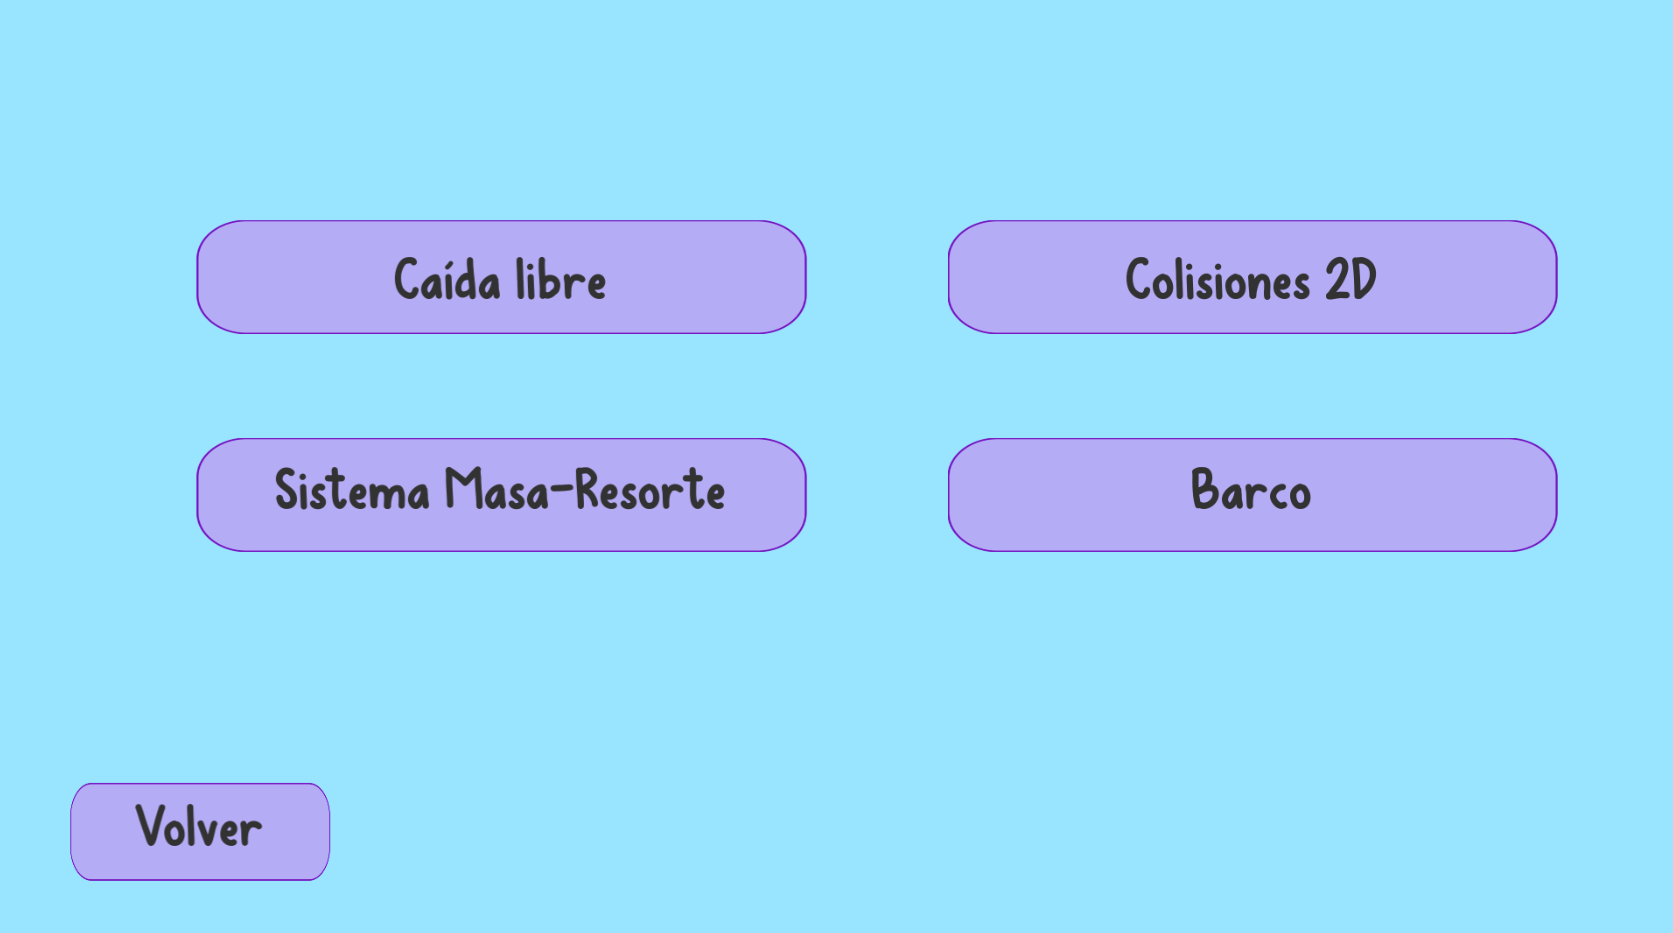 Caída libre
Colisiones 2D
Sistema Masa-Resorte
Barco
Volver